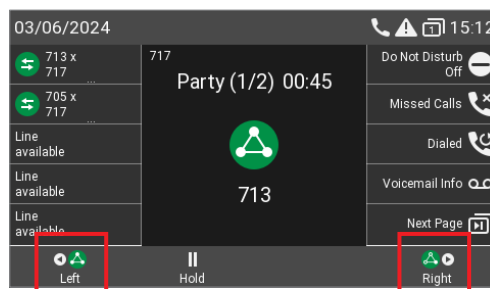 03/06/2024
1 15:12
713 x
717
...
705 x
717
...
Line
available
Line
available
Line
available
717
Party (1/2) 00:45
713
Do Not Disturb
Off
Missed Calls
Dialed
Voicemail Info
Next Page
Left
Hold
Right